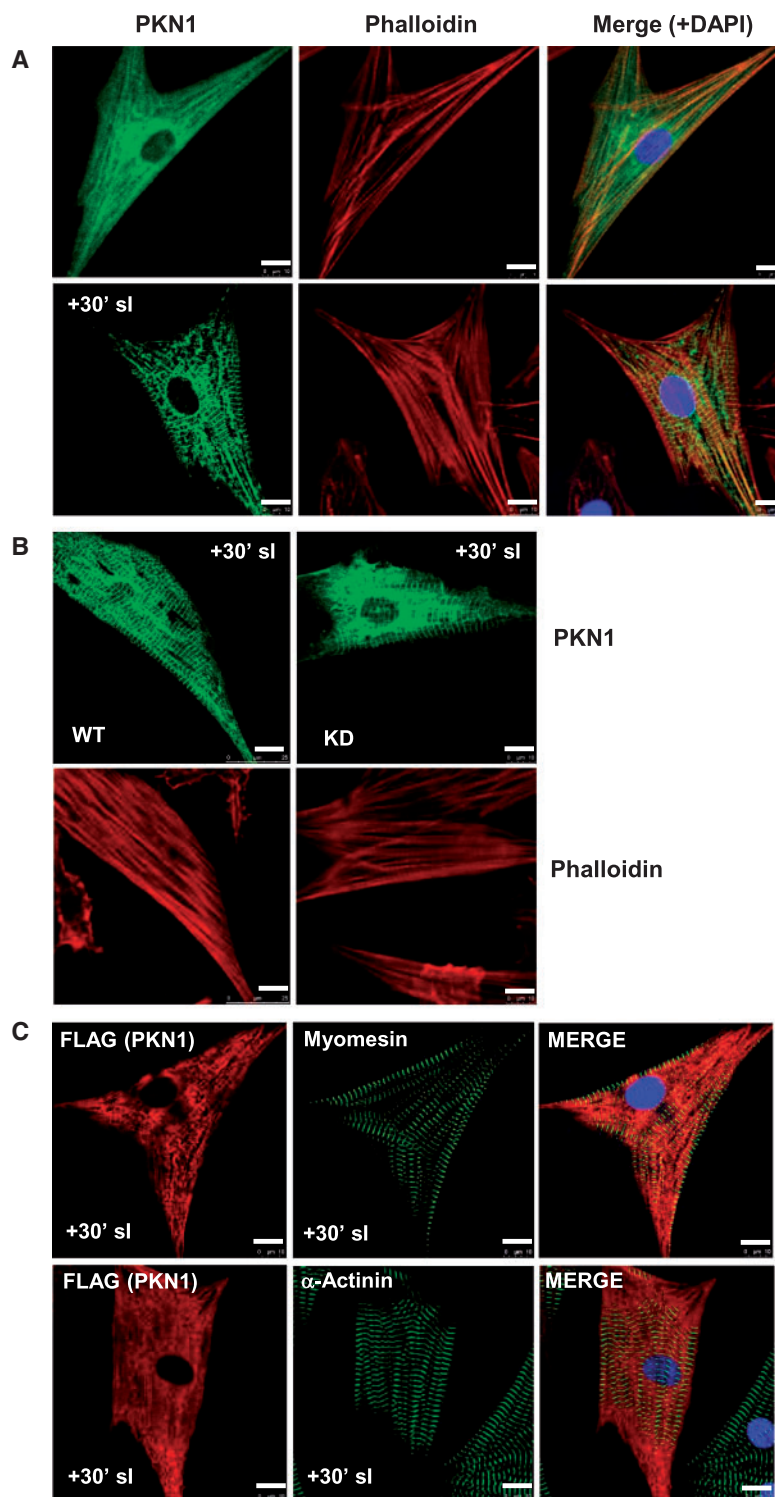 PKN1 Phalloidin Merge (+DAPI)
A
+30' sI
B
+30' sI +30' sI
PKN1
WT KD
Phalloidin
C
FLAG (PKN1) Myomesin MERGE
+30' sI +30' sI
FLAG (PKN1) α-Actinin MERGE
+30' sI +30' sI